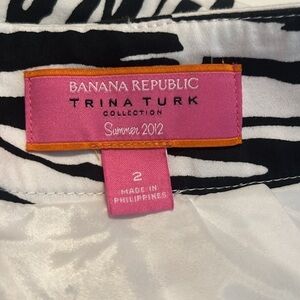 BANANA REPUBLIC
TRINA TURK
COLLECTION
Summer 2012
2
MADE IN
PHILIPPINES